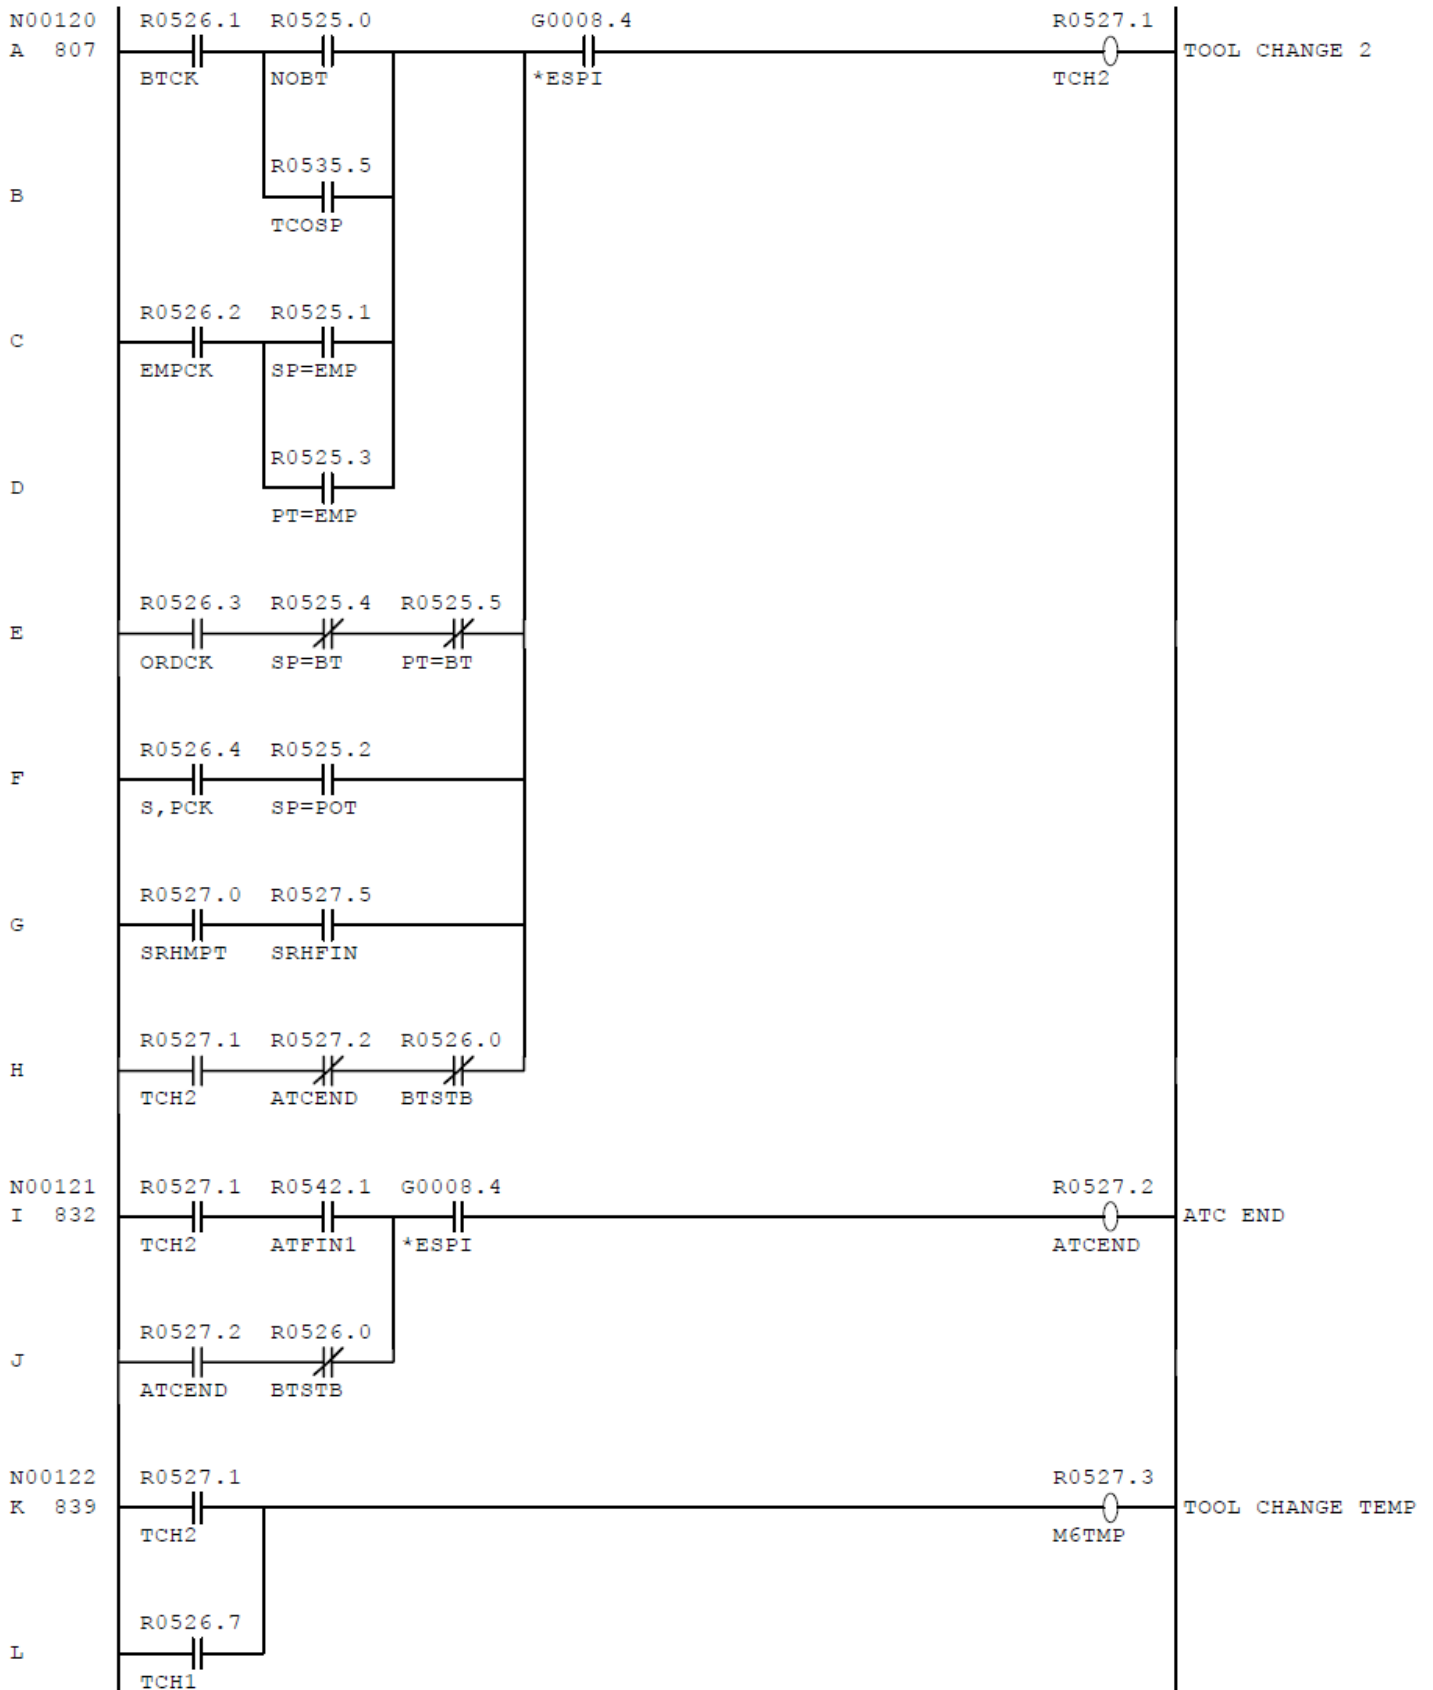 N00120 R0526.1 R0525.0 G0008.4 R0527.1
A 807 TOOL CHANGE 2
BTCK NOBT *ESPI TCH2
R0535.5
B
TCOSP
R0526.2 R0525.1
C
EMPCK SP=EMP
R0525.3
D
PT=EMP
R0526.3 R0525.4 R0525.5
E
ORDCK SP=BT PT=BT
R0526.4 R0525.2
F
S,PCK SP=POT
R0527.0 R0527.5
G
SRHMPT SRHFIN
R0527.1 R0527.2 R0526.0
H
TCH2 ATCEND BTSTB
N00121 R0527.1 R0542.1 G0008.4 R0527.2
I 832 ATC END
TCH2 ATFIN1 *ESPI ATCEND
R0527.2 R0526.0
J
ATCEND BTSTB
N00122 R0527.1 R0527.3
K 839 TOOL CHANGE TEMP
TCH2 M6TMP
R0526.7
L
TCH1